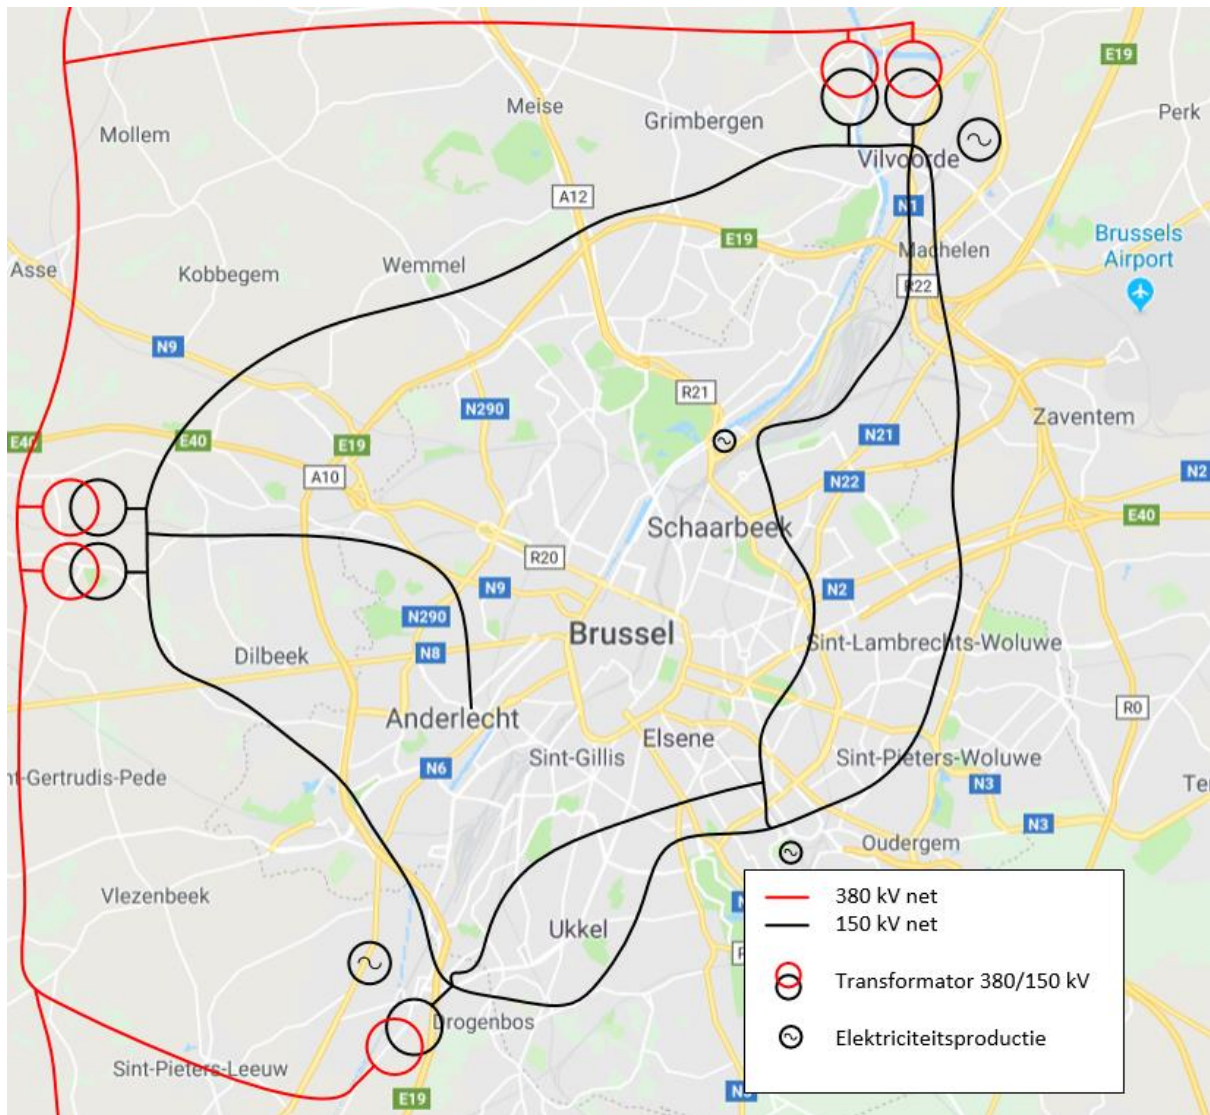 E19
Meise
Perk
Grimbergen
Mollem
Vilvoorde
A12
N1
Brussels
Airport
E19
Machelen
Asse
Kobbegem
Wemmel
R22
N9
R21
N290
Zaventem
E40
E40
E19
N21
A10
N22
N2
E40
Schaarbeek
R20
N9
N2
N290
Brussel
Sint-Lambrechts-Woluwe
Dilbeek
N8
Anderlecht
R0
Elsene
Sint-Gillis
Sint-Pieters-Woluwe
N6
nt-Gertrudis-Pede
N3
Te
N3
Oudergem
Vlezenbeek
380 kV net
150 kV net
Ukkel
Transformator 380/150 kV
Drogenbos
Elektriciteitsproductie
Sint-Pieters-Leeuw
E19